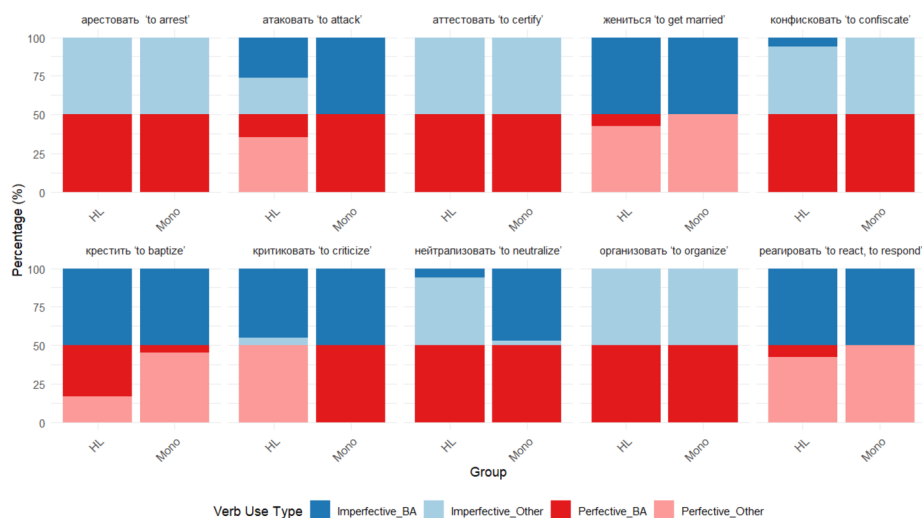 арестовать 'to arrest'
атаковать 'to attack'
аттестовать 'to certify'
жениться 'to get married'
конфисковать 'to confiscate'
100
75
50
25
0
HL
Mono
HL
Mono
HL
Mono
HL
Mono
HL
Mono
Percentage (%)
крестить 'to baptize'
критиковать 'to criticize'
нейтрапизовать 'to neutralize'
организовать 'to organize'
реагировать 'to react, to respond'
100
75
50
25
0
HL
Mono
HL
Mono
HL
Mono
HL
Mono
HL
Mono
Group
Verb Use Type
Imperfective_BA
Imperfective_Other
Perfective_BA
Perfective_Other